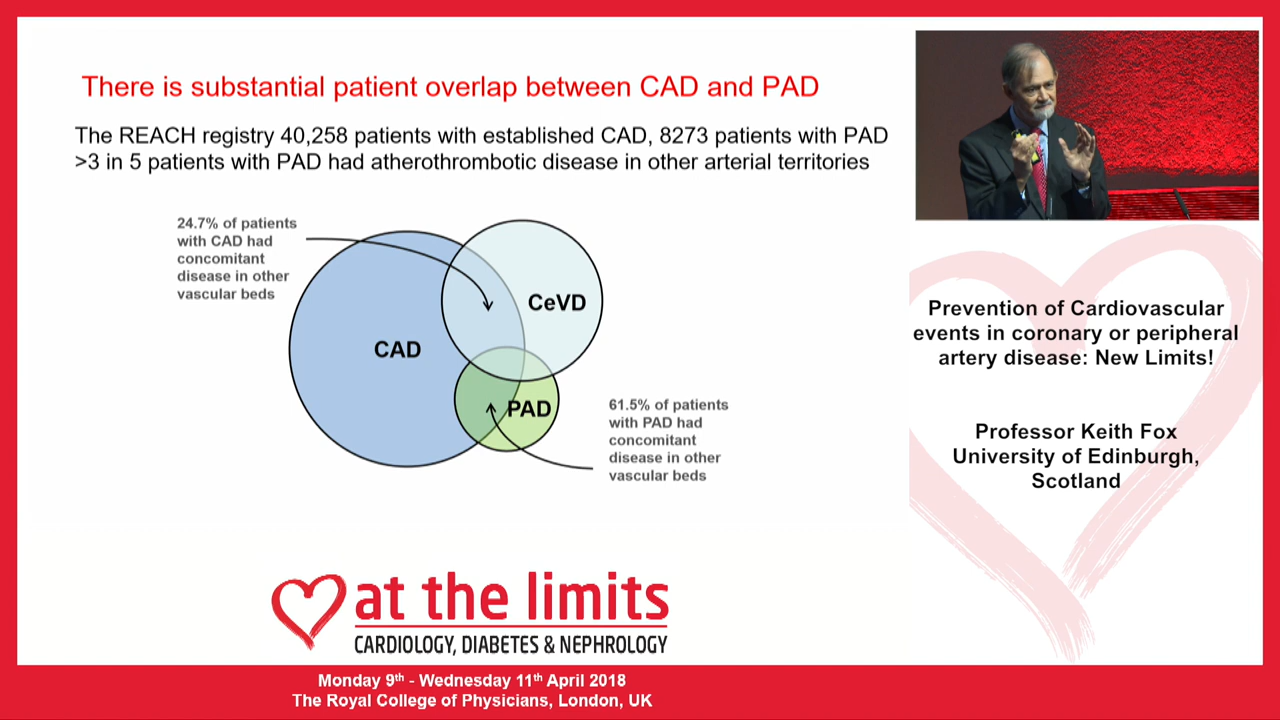 There is substantial patient overlap between CAD and PAD
The REACH registry 40,258 patients with established CAD, 8273 patients with PAD
>3 in 5 patients with PAD had atherothrombotic disease in other arterial territories
24.7% of patients
with CAD had
concomitant
disease in other
vascular beds
CeVD
CAD
PAD
61.5% of patients
with PAD had
concomitant
disease in other
vascular beds
Prevention of Cardiovascular
events in coronary or peripheral
artery disease: New Limits!
Professor Keith Fox
University of Edinburgh,
Scotland
at the limits
CARDIOLOGY, DIABETES & NEPHROLOGY
Monday 9th - Wednesday 11th April 2018
The Royal College of Physicians, London, UK